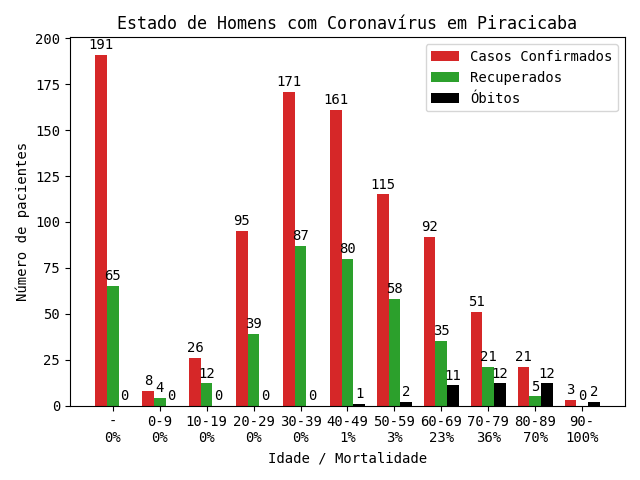 Estado de Homens com Coronavírus em Piracicaba
Casos Confirmados
Recuperados
Óbitos
Número de pacientes
200
175
150
125
100
75
50
25
0
191 65 0
8 4 0
26 12 0
95 39 0
171 87 0
161 80 1
115 58 2
92 35 11
51 21 12
21 5 12
3 0 2
- 0-9 10-19 20-29 30-39 40-49 50-59 60-69 70-79 80-89 90-
0% 0% 0% 0% 0% 1% 3% 23% 36% 70% 100%
Idade / Mortalidade